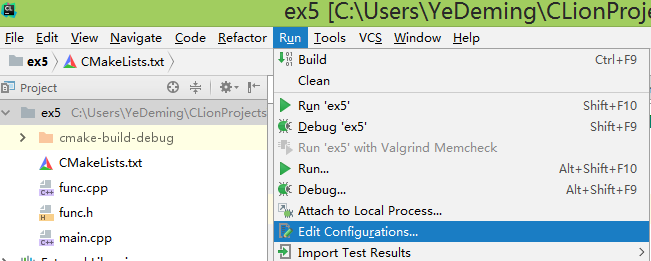 ex5 [C:\Users\YeDeming\CLionProje
File Edit View Navigate Code Refactor Run Tools VCS Window Help
ex5 CMakeLists.txt
Project
ex5 C:\Users\YeDeming\CLionProjects
cmake-build-debug
CMakeLists.txt
func.cpp
func.h
main.cpp
Build Ctrl+F9
Clean
Run 'ex5' Shift+F10
Debug 'ex5' Shift+F9
Run 'ex5' with Valgrind Memcheck
Run... Alt+Shift+F10
Debug... Alt+Shift+F9
Attach to Local Process...
Edit Configurations...
Import Test Results